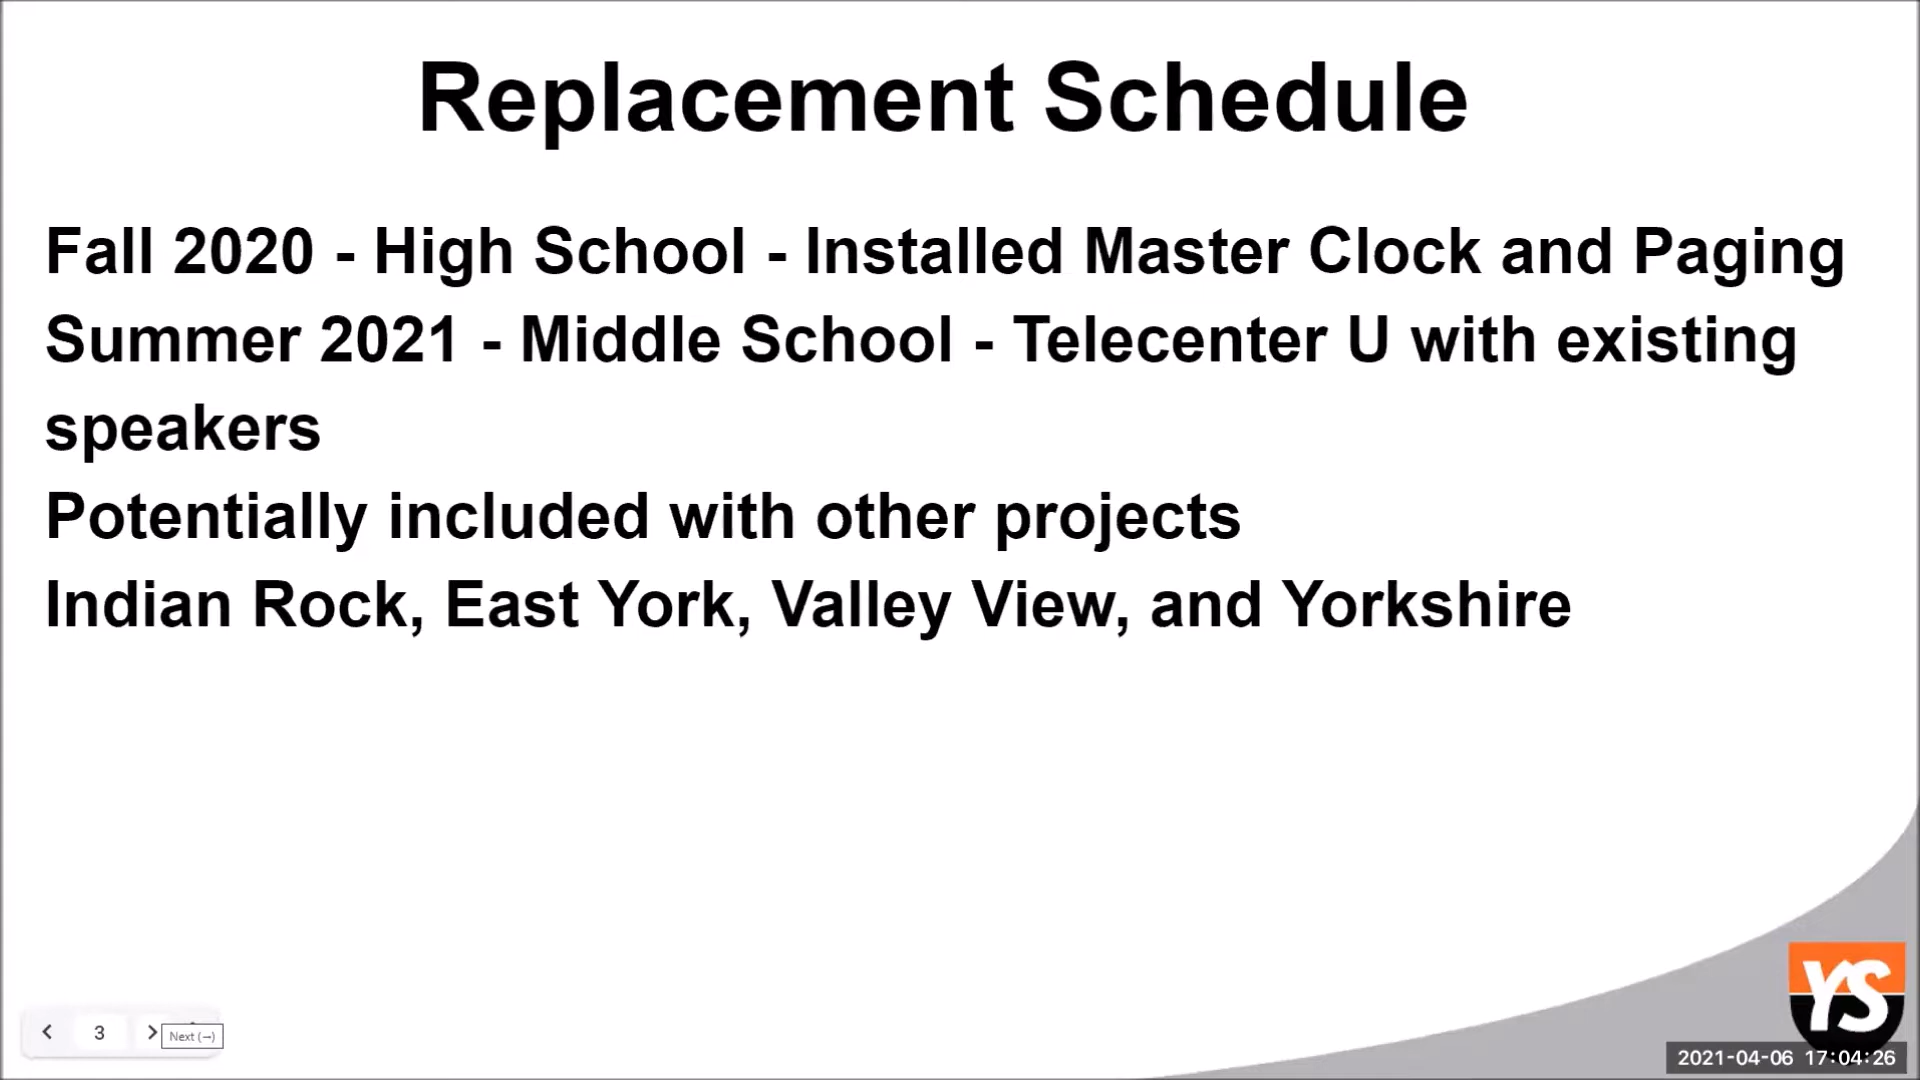 Replacement Schedule
Fall 2020 - High School - Installed Master Clock and Paging
Summer 2021 - Middle School - Telecenter U with existing
speakers
Potentially included with other projects
Indian Rock, East York, Valley View, and Yorkshire
YS
3
Next (→)
2021-04-06 17:04:26